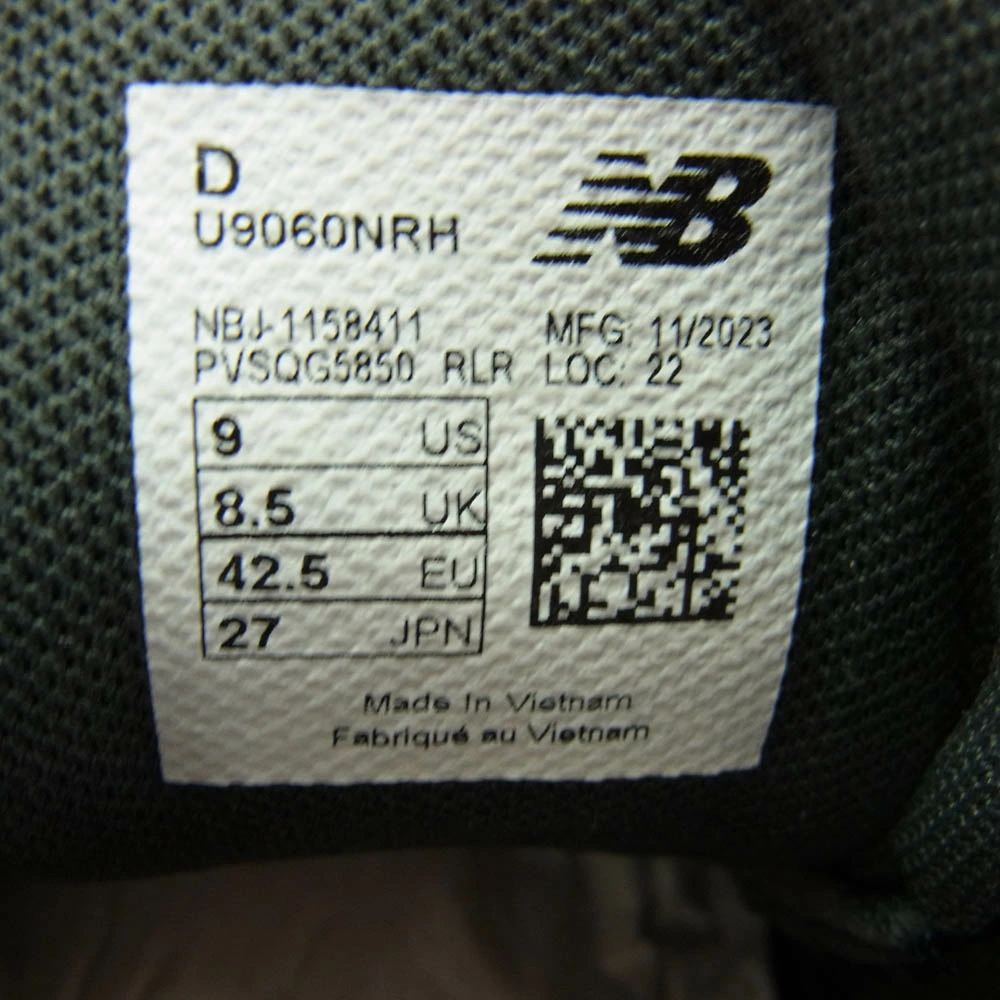 D
NB
U9060NRH
NBJ-1158411 MFG: 11/2023
PVSQG5850 RLR LOC: 22
9 US
8.5 UK
42.5 EU
27 JPN
Made In Vietnam
Fabriqué au Vietnam